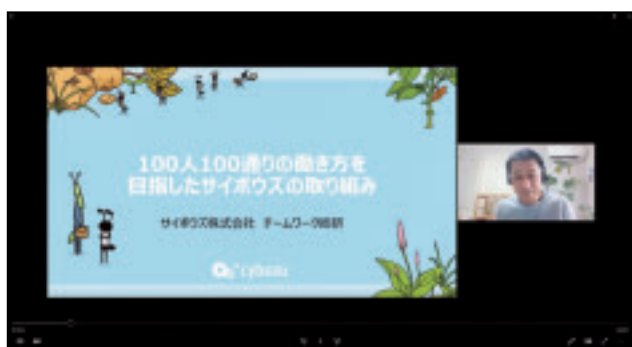 100人100通りの働き方を
目指したサイボウズの取り組み
サイボウズ株式会社 チームワーク総研
cybozu